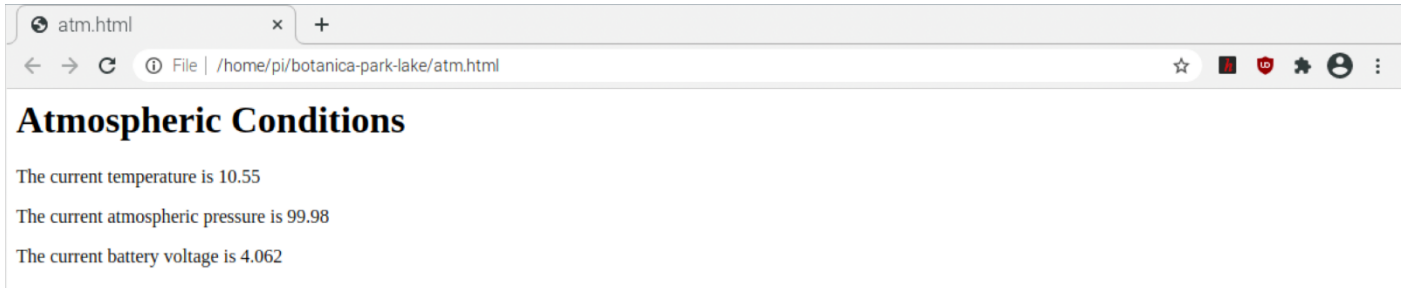 atm.html
File | /home/pi/botanica-park-lake/atm.html
Atmospheric Conditions
The current temperature is 10.55
The current atmospheric pressure is 99.98
The current battery voltage is 4.062